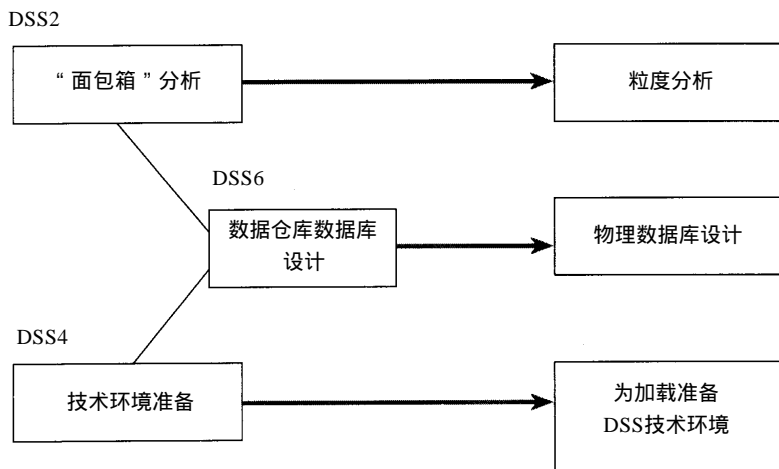 DSS2
“面包箱”分析
粒度分析
DSS6
数据仓库数据库
设计
物理数据库设计
DSS4
技术环境准备
为加载准备
DSS技术环境